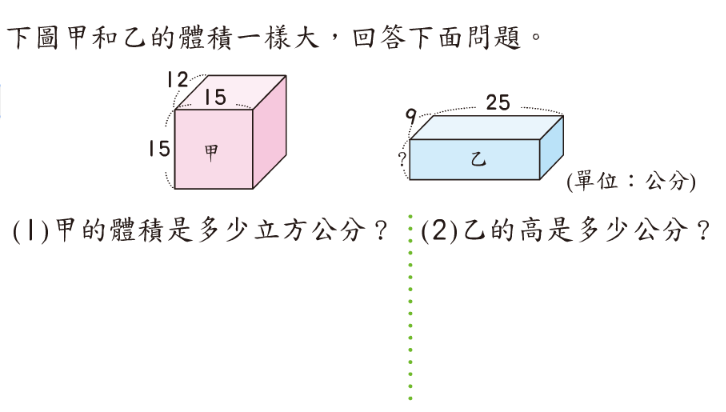 下圖甲和乙的體積一樣大，回答下面問題。
12
15
15
甲
25
9
?
乙
(單位：公分)
(1)甲的體積是多少立方公分？
(2)乙的高是多少公分？